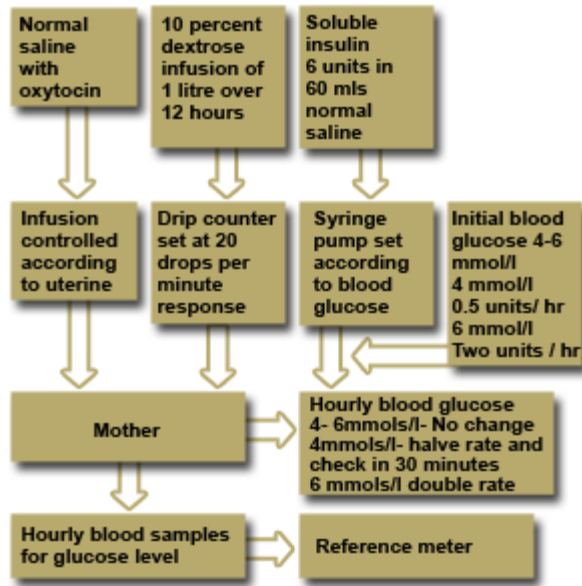 Normal
saline
with
oxytocin
10 percent
dextrose
infusion of
1 litre over
12 hours
Soluble
insulin
6 units in
60 mls
normal
saline
Infusion
controlled
according
to uterine
Drip counter
set at 20
drops per
minute
response
Syringe
pump set
according
to blood
glucose
Initial blood
glucose 4-6
mmol/l
4 mmol/l
0.5 units/ hr
6 mmol/l
Two units / hr
Mother
Hourly blood glucose
4- 6mmols/l- No change
4mmols/l- halve rate and
check in 30 minutes
6 mmols/l double rate
Hourly blood samples
for glucose level
Reference meter